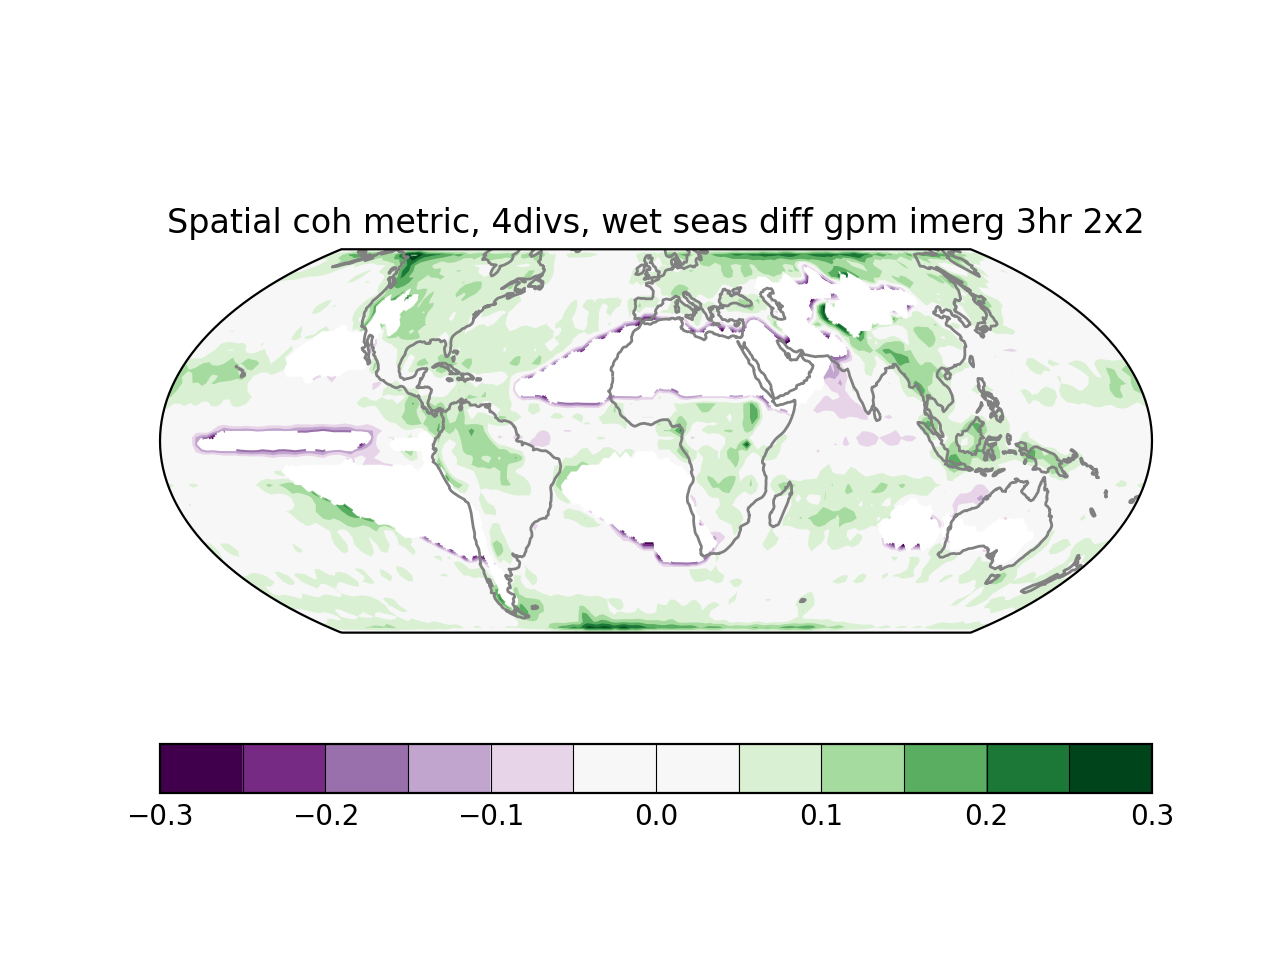 Spatial coh metric, 4divs, wet seas diff gpm imerg 3hr 2x2
−0.3 −0.2 −0.1 0.0 0.1 0.2 0.3